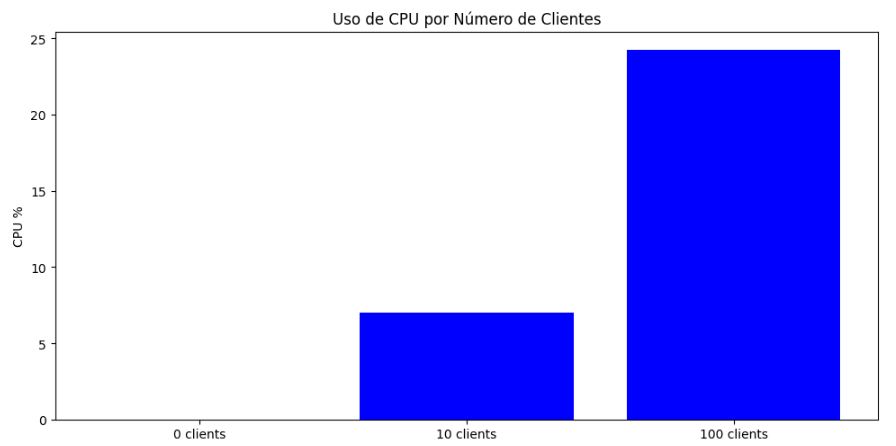 Uso de CPU por Número de Clientes
25
20
15
10
5
0
CPU %
0 clients
10 clients
100 clients